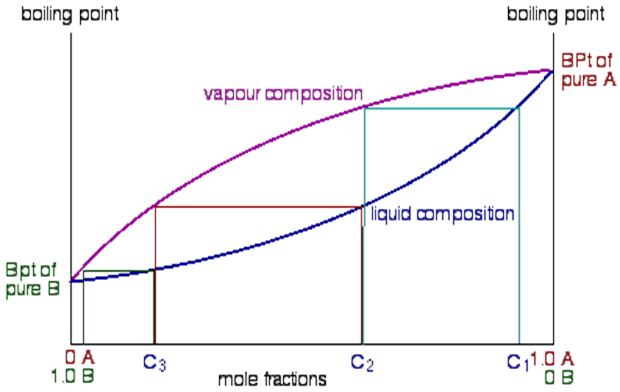 boiling point
boiling point
BPt of
pure A
vapour composition
liquid composition
Bpt of
pure B
0 A
1.0 B
C3
C2
C1
1.0 A
0 B
mole fractions